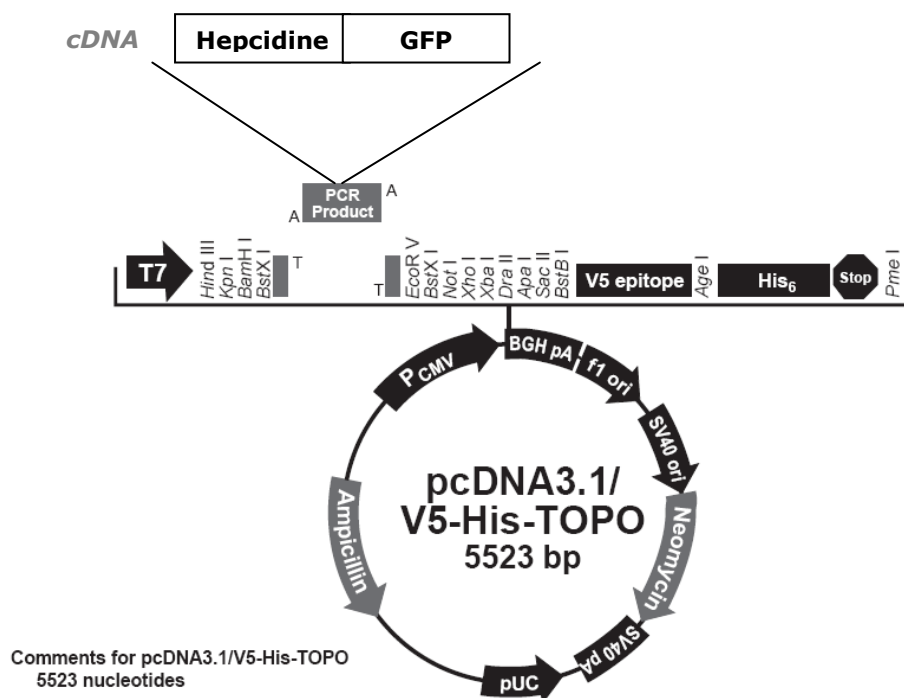 cDNA
Hepcidine GFP
PCR
Product
A
A
T7
Hind III
Kpn I
BamH I
BstX I
T
T
EcoR V
BstX I
Not I
Xho I
Xba I
Dra II
Apa I
Sac II
BstB I
V5 epitope
Age I
His6
Stop
Pme I
PCMV
BGH pA
f1 ori
SV40 ori
Neomycin
SV40 pA
pUC
Ampicillin
pcDNA3.1/
V5-His-TOPO
5523 bp
Comments for pcDNA3.1/V5-His-TOPO
5523 nucleotides